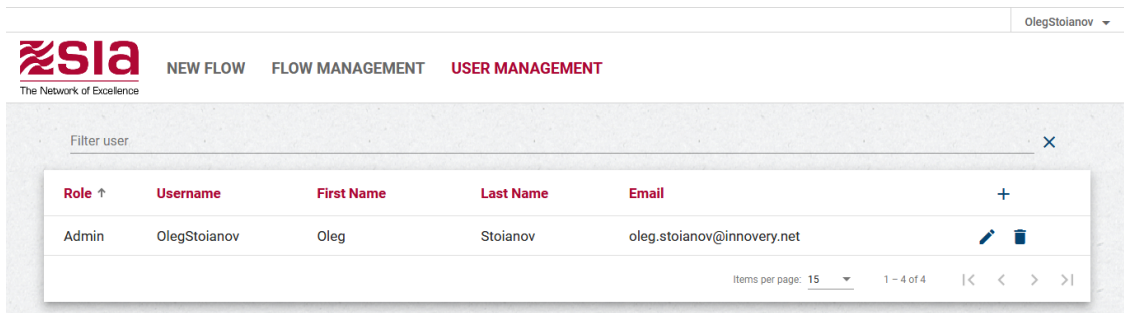 OlegStoianov
sia
The Network of Excellence
NEW FLOW FLOW MANAGEMENT USER MANAGEMENT
Filter user
Role ↑ Username First Name Last Name Email +
Admin OlegStoianov Oleg Stoianov oleg.stoianov@innovery.net
Items per page: 15 1 – 4 of 4